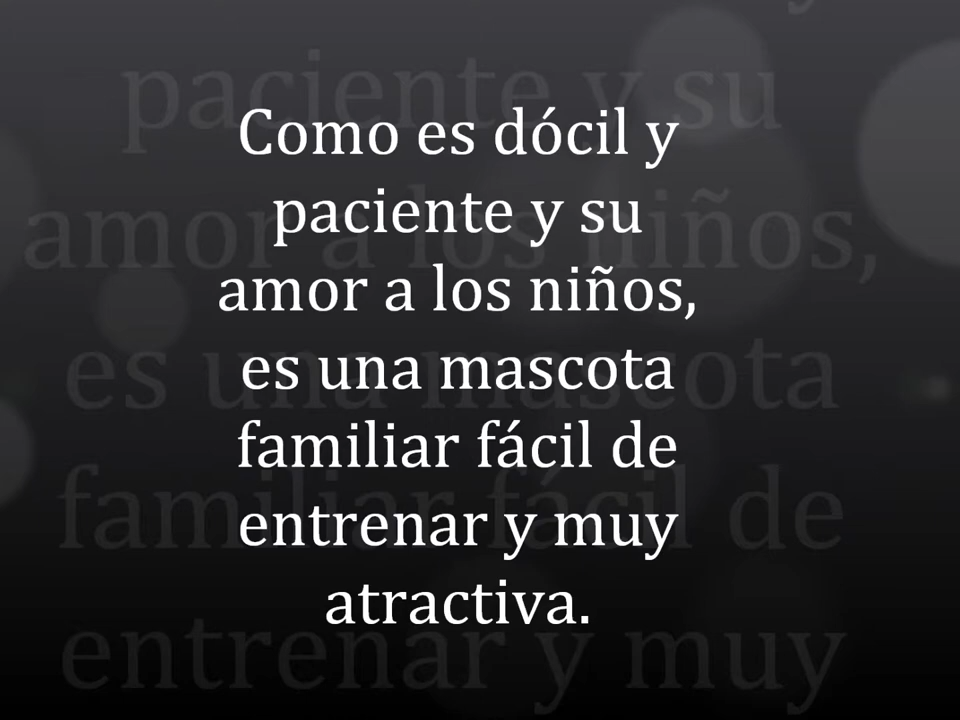 Como es dócil y
paciente y su
amor a los niños,
es una mascota
familiar fácil de
entrenar y muy
atractiva.